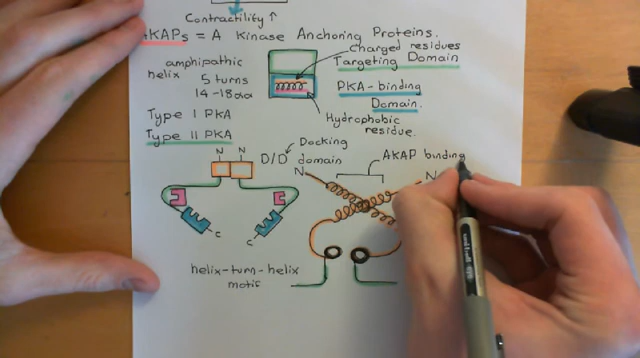 Contractility ↑
AKAPs = A Kinase Anchoring Proteins.
Charged residues
amphipathic helix
5 turns
14-18aa
Targeting Domain
PKA-binding Domain.
Hydrophobic residue.
Type I PKA
Type II PKA
Docking
D/D domain
AKAP binding
N N
N
N
C
C
helix-turn-helix
motif